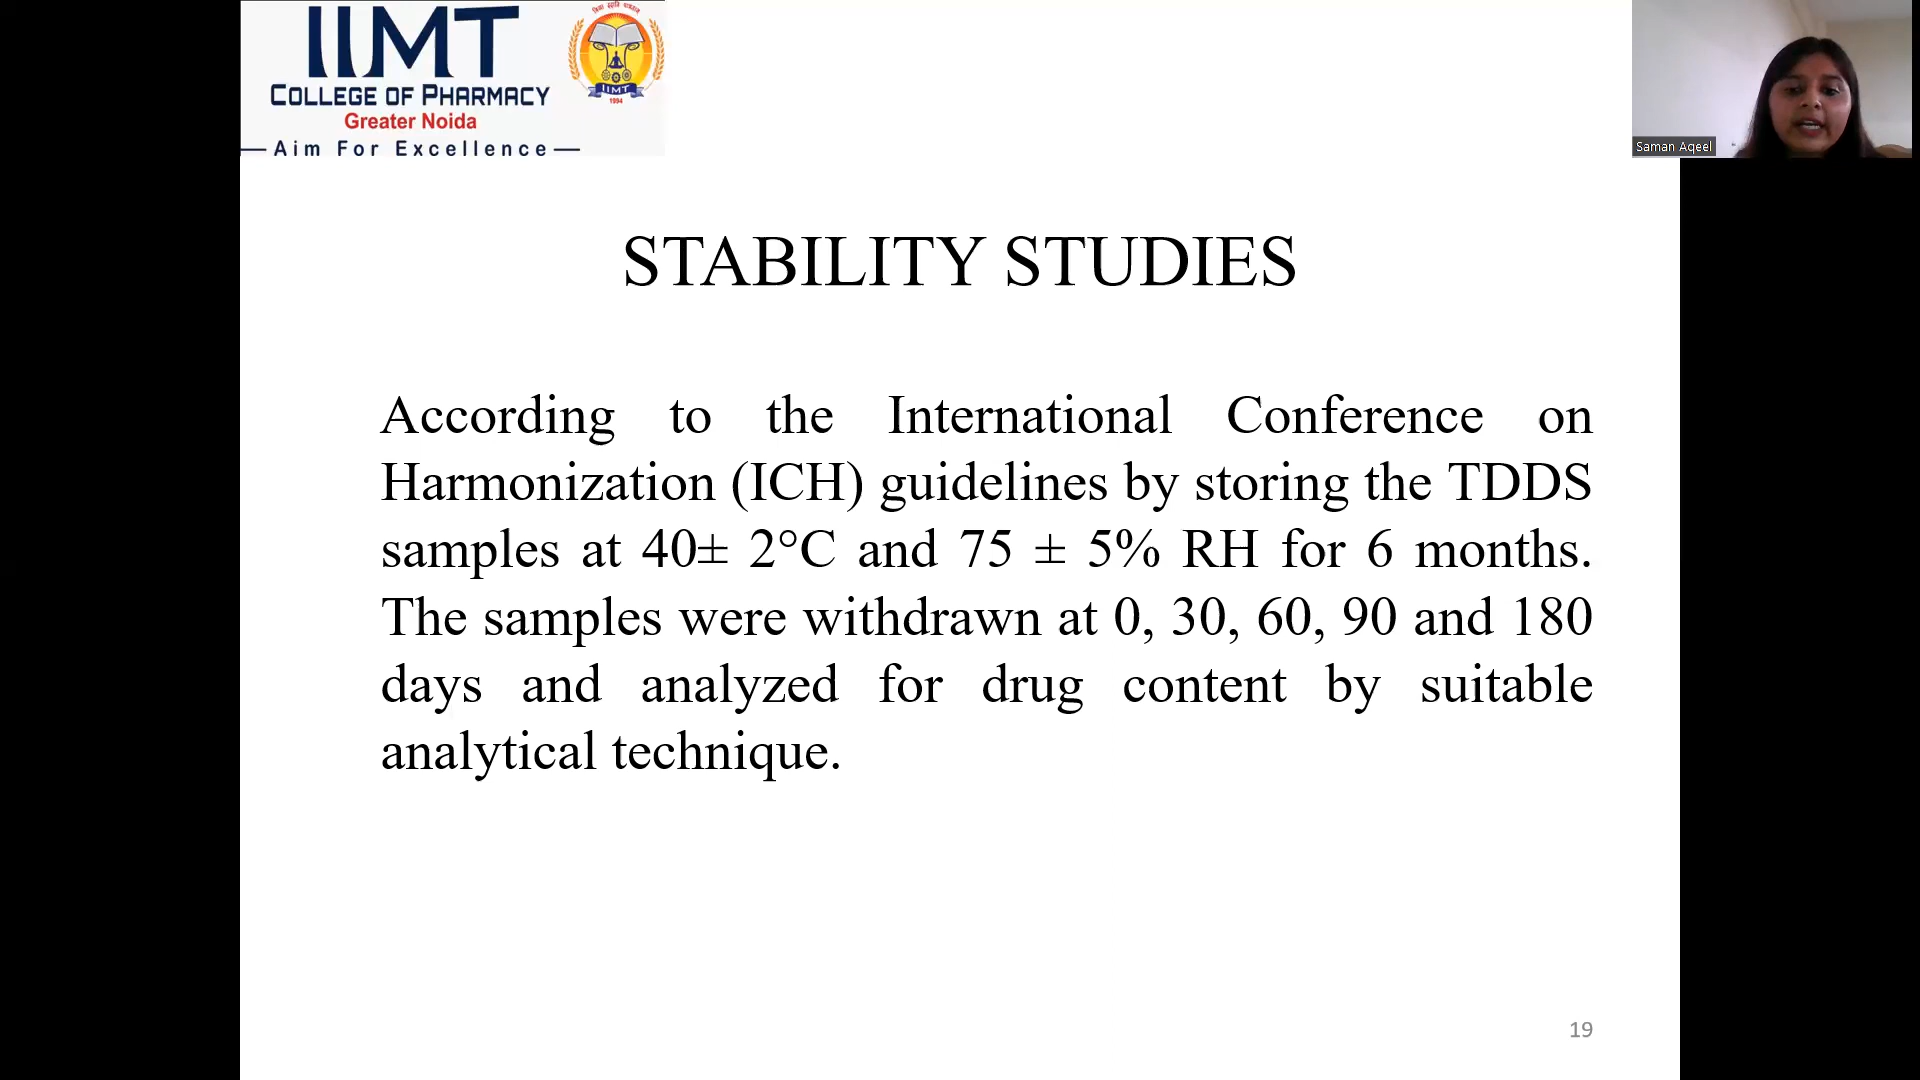 IIMT
COLLEGE OF PHARMACY
Greater Noida
Aim For Excellence
IIMT
1994
Saman Aqeel
STABILITY STUDIES
According to the International Conference on
Harmonization (ICH) guidelines by storing the TDDS
samples at 40± 2°C and 75 ± 5% RH for 6 months.
The samples were withdrawn at 0, 30, 60, 90 and 180
days and analyzed for drug content by suitable
analytical technique.
19